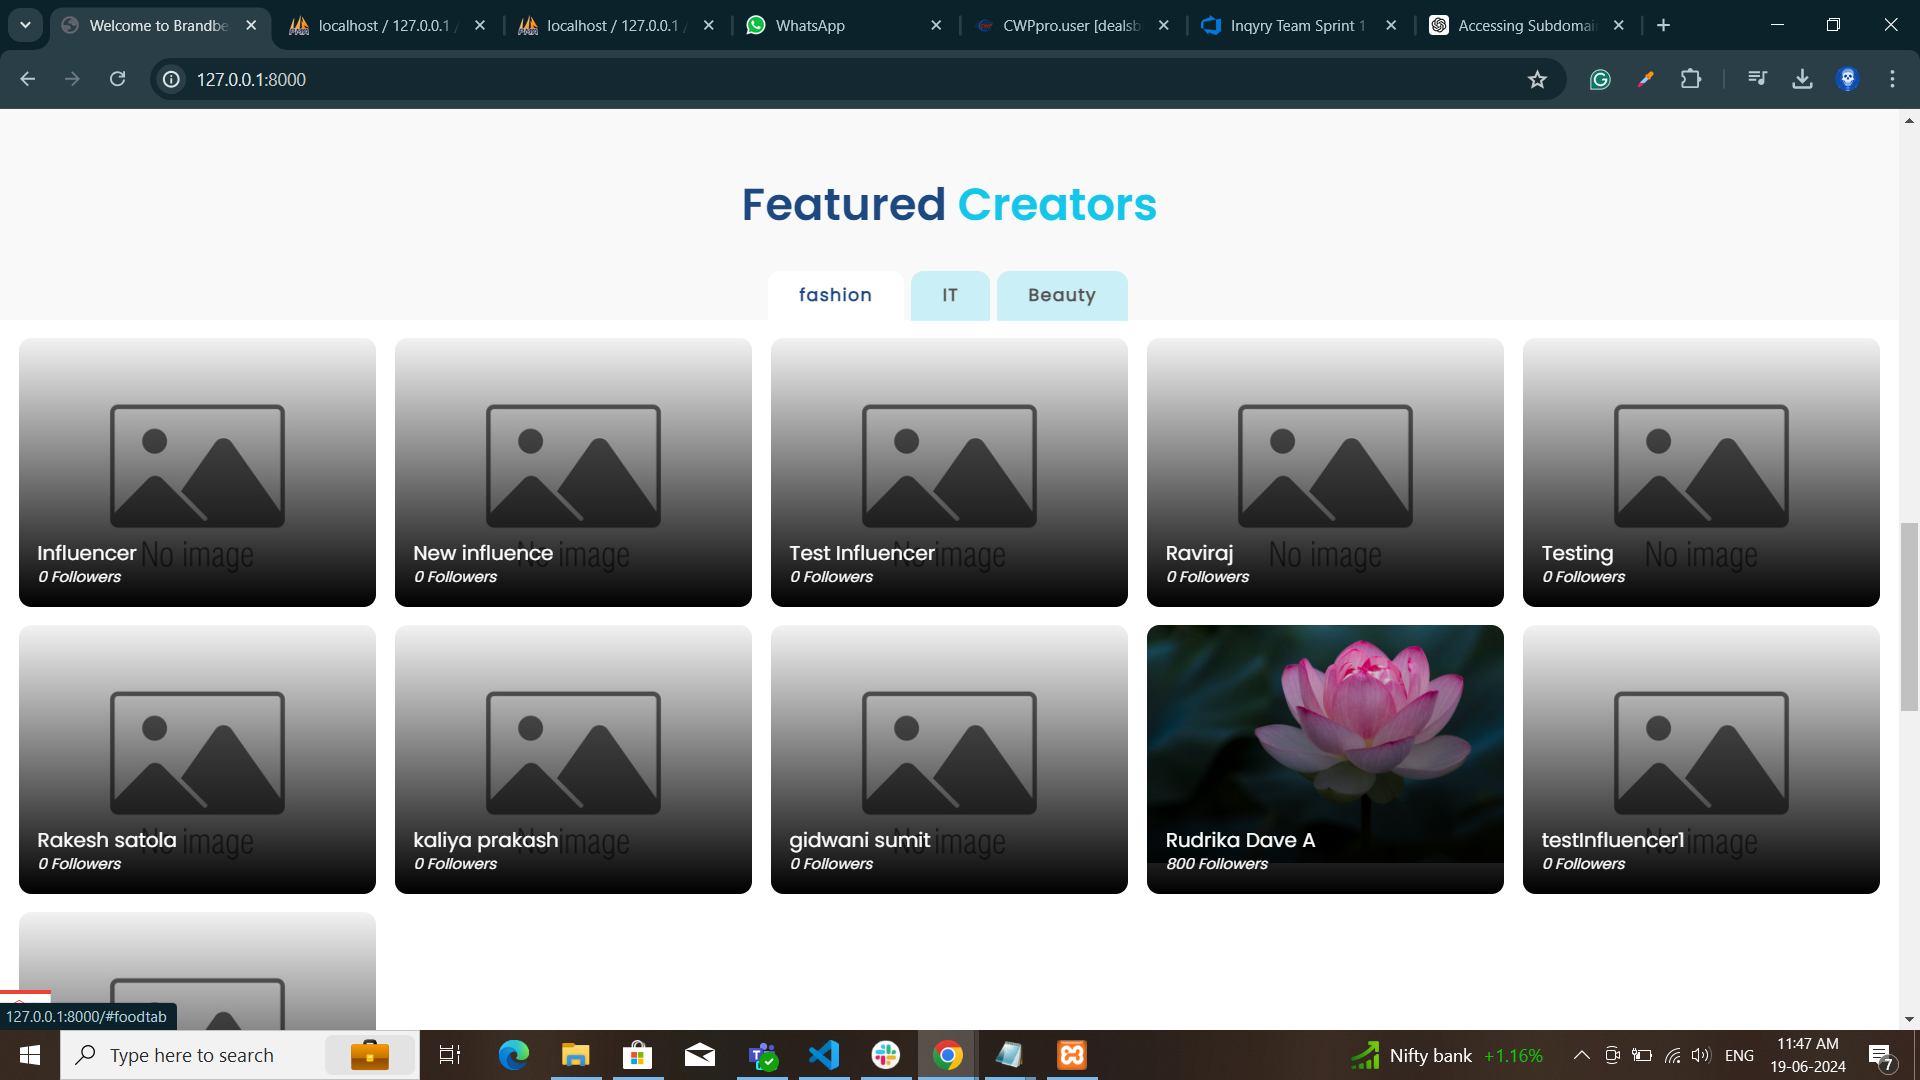 Welcome to Brandbe
localhost / 127.0.0.1 /
localhost / 127.0.0.1 /
WhatsApp
CWPpro.user [dealsb
Inqyry Team Sprint 1
Accessing Subdomai
127.0.0.1:8000
Featured Creators
fashion
IT
Beauty
No image
Influencer
0 Followers
No image
New influence
0 Followers
No image
Test Influencer
0 Followers
No image
Raviraj
0 Followers
No image
Testing
0 Followers
No image
Rakesh satola
0 Followers
No image
kaliya prakash
0 Followers
No image
gidwani sumit
0 Followers
Rudrika Dave A
800 Followers
No image
testInfluencer1
0 Followers
127.0.0.1:8000/#foodtab
Type here to search
Nifty bank +1.16%
ENG
11:47 AM
19-06-2024
7